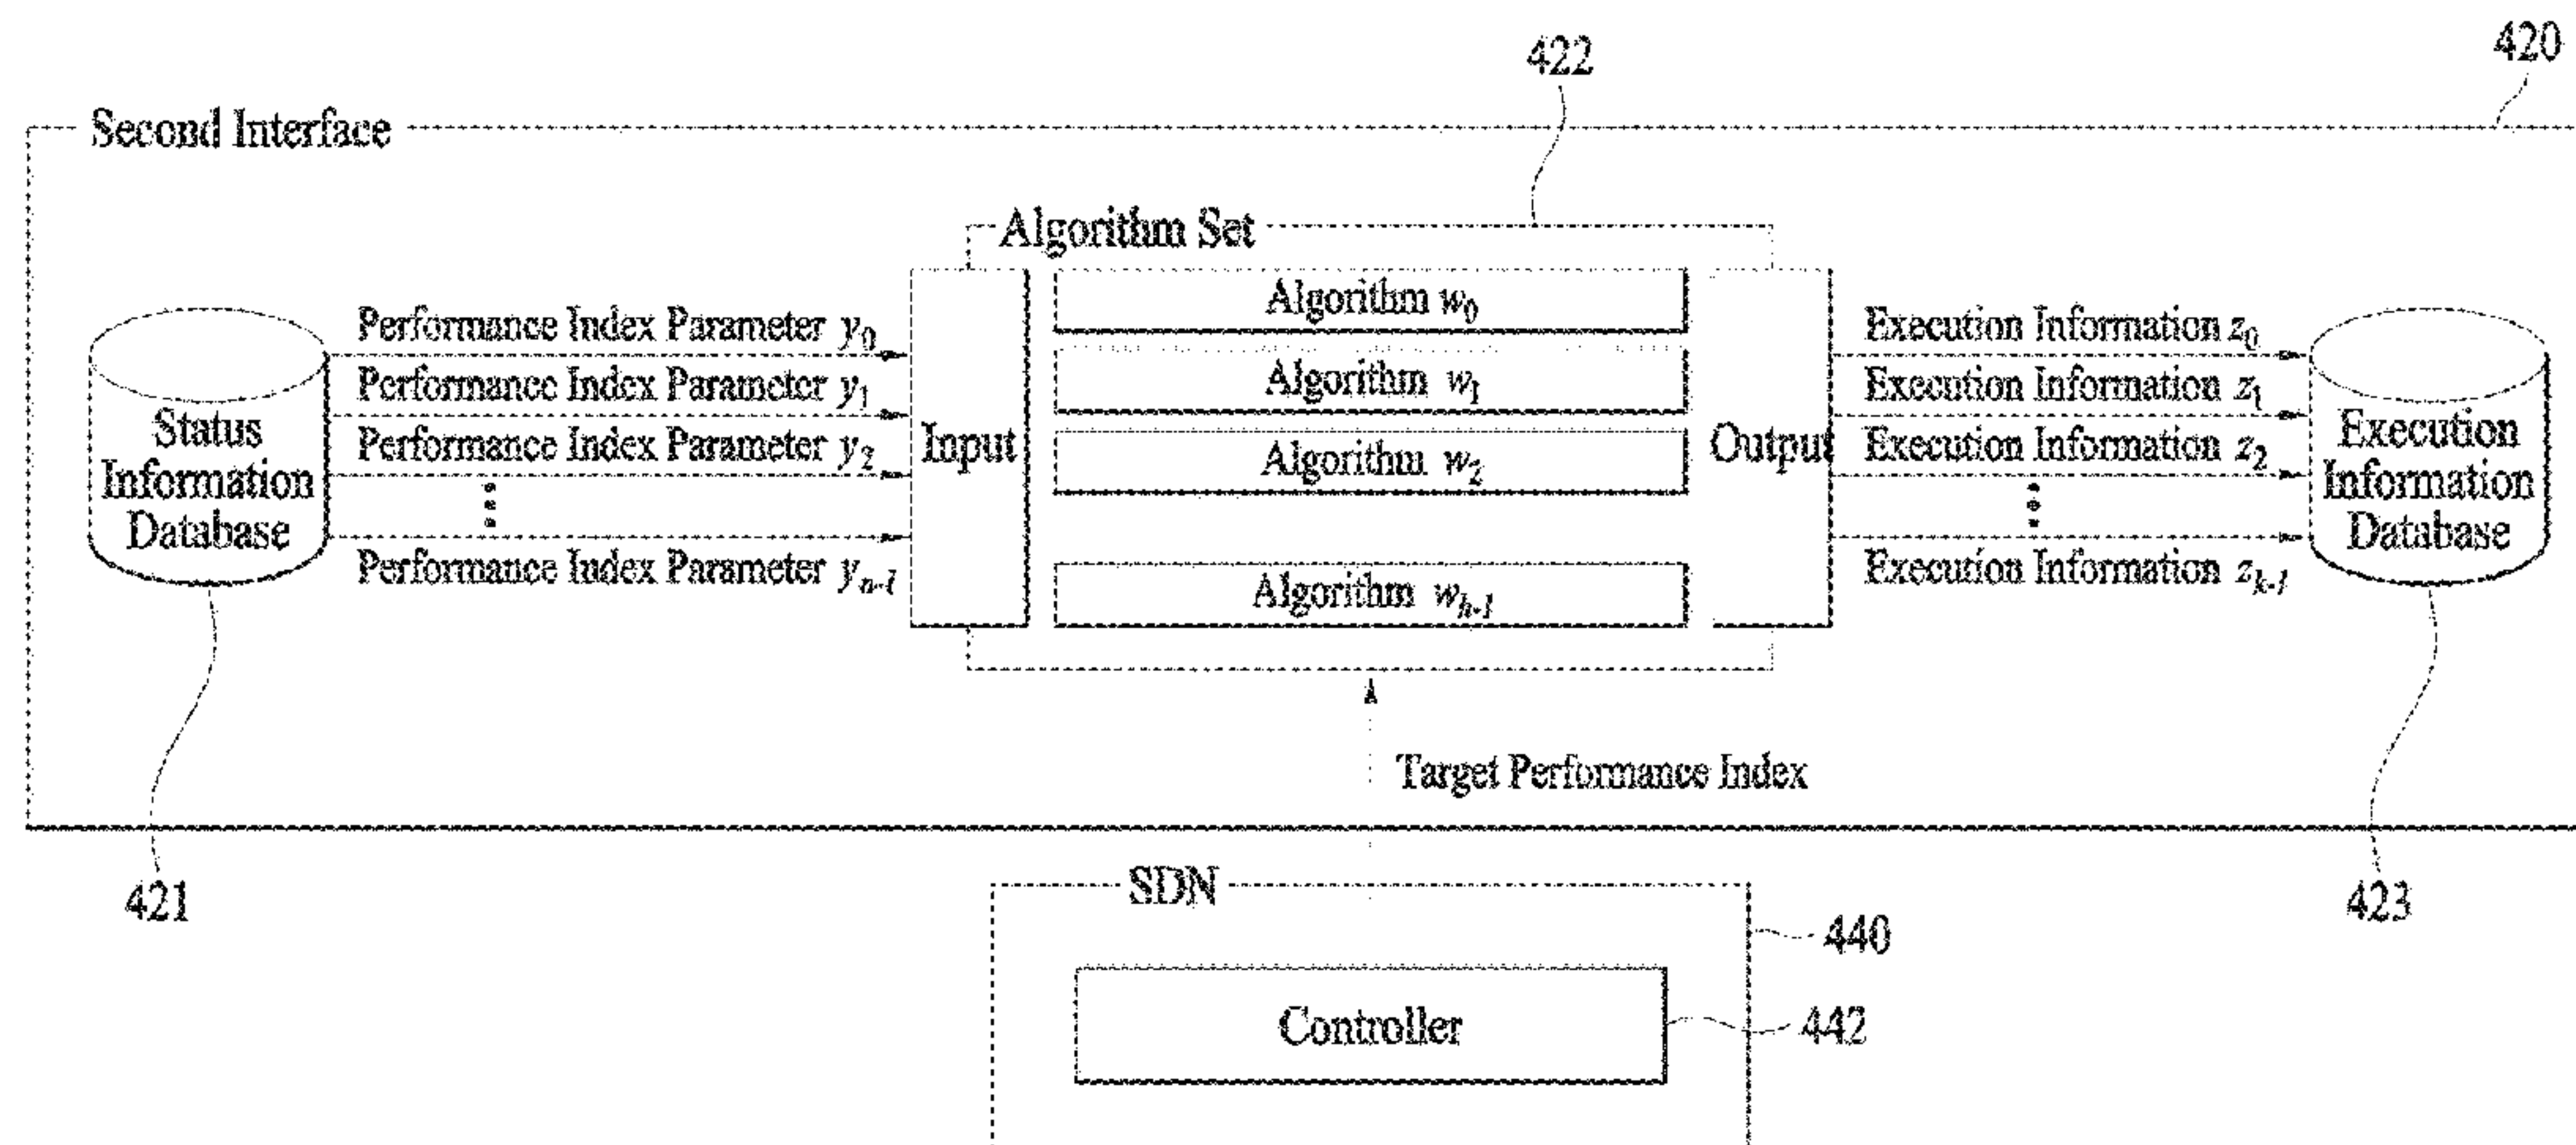 420
422
Second Interface
Algorithm Set
Algorithm w0
Algorithm w1
Algorithm w2
Algorithm wh-1
Performance Index Parameter y0
Performance Index Parameter y1
Performance Index Parameter y2
Performance Index Parameter yn-1
Status
Information
Database
Input
Output
Execution Information z0
Execution Information z1
Execution Information z2
Execution Information zk-1
Execution
Information
Database
Target Performance Index
421
423
SDN
440
Controller
442